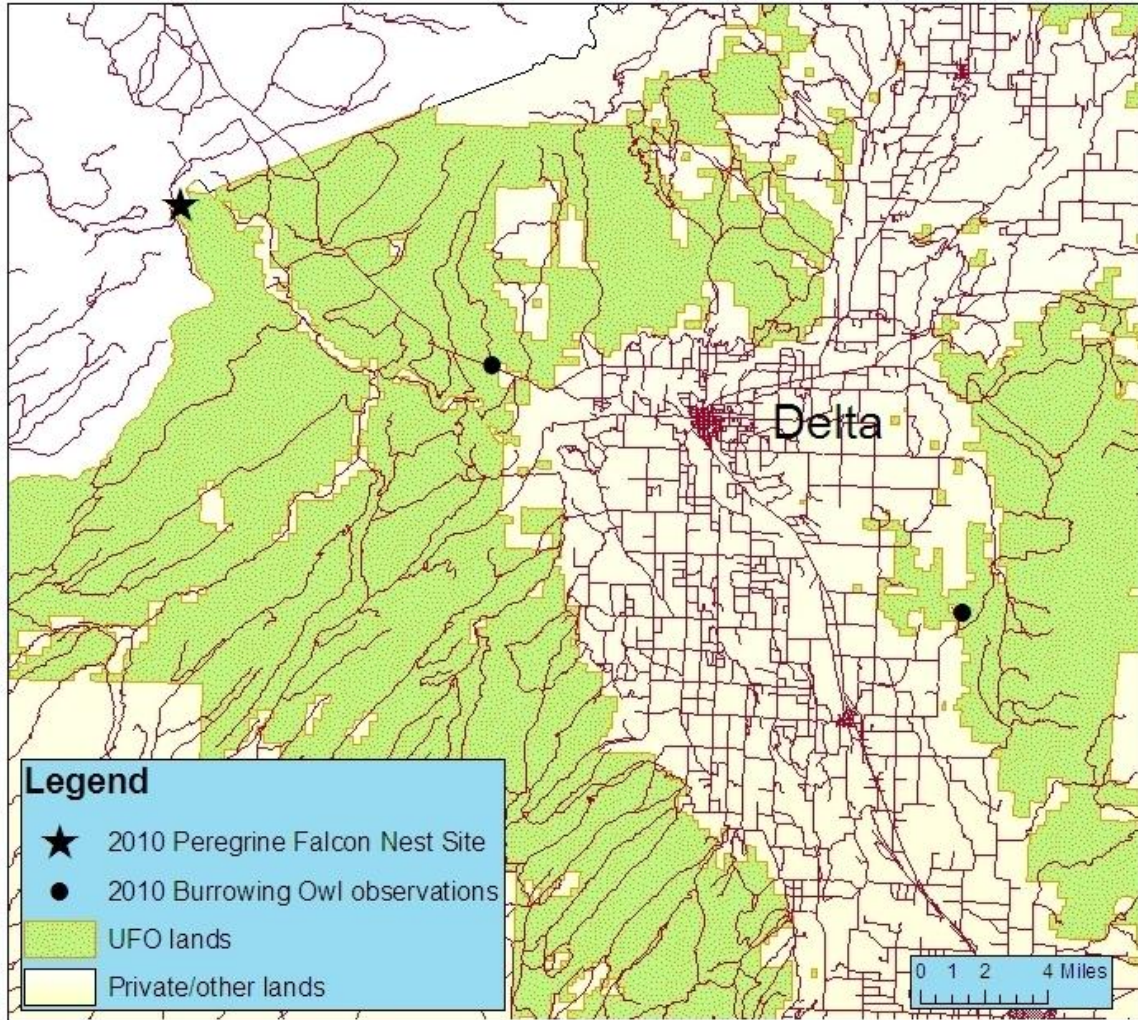 Delta
Legend
2010 Peregrine Falcon Nest Site
2010 Burrowing Owl observations
UFO lands
Private/other lands
0 1 2 4 Miles